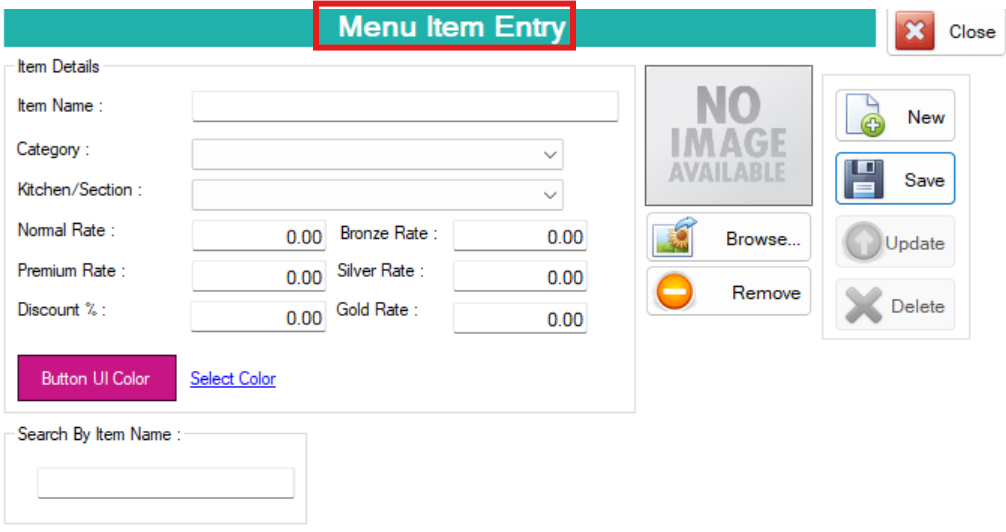 Menu Item Entry
Close
Item Details
Item Name :
Category :
Kitchen/Section :
Normal Rate : 0.00 Bronze Rate : 0.00
Premium Rate : 0.00 Silver Rate : 0.00
Discount % : 0.00 Gold Rate : 0.00
Button UI Color Select Color
NO
IMAGE
AVAILABLE
Browse...
Remove
New
Save
Update
Delete
Search By Item Name :